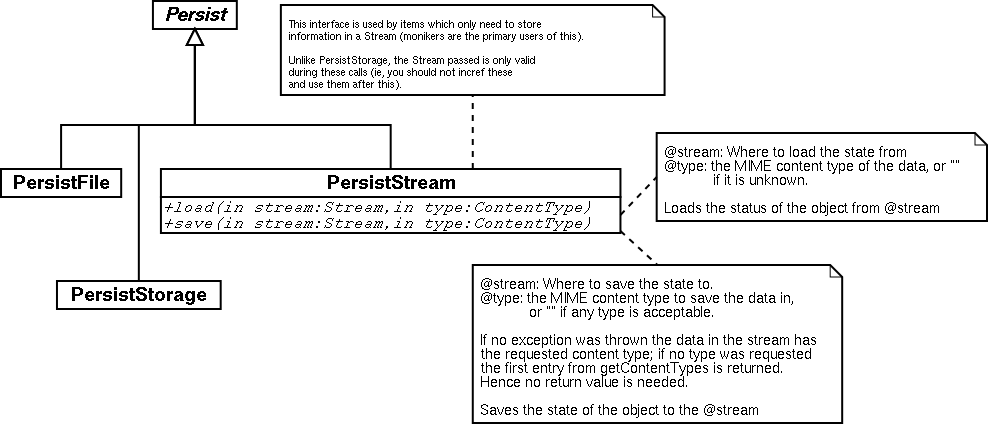 Persist
This interface is used by items which only need to store
information in a Stream (monikers are the primary users of this).
Unlike PersistStorage, the Stream passed is only valid
during these calls (ie, you should not incref these
and use them after this).
@stream: Where to load the state from
@type: the MIME content type of the data, or ""
if it is unknown.
Loads the status of the object from @stream
PersistFile
PersistStream
+load(in stream:Stream,in type:ContentType)
+save(in stream:Stream,in type:ContentType)
PersistStorage
@stream: Where to save the state to.
@type: the MIME content type to save the data in,
or "" if any type is acceptable.
If no exception was thrown the data in the stream has
the requested content type; if no type was requested
the first entry from getContentTypes is returned.
Hence no return value is needed.
Saves the state of the object to the @stream